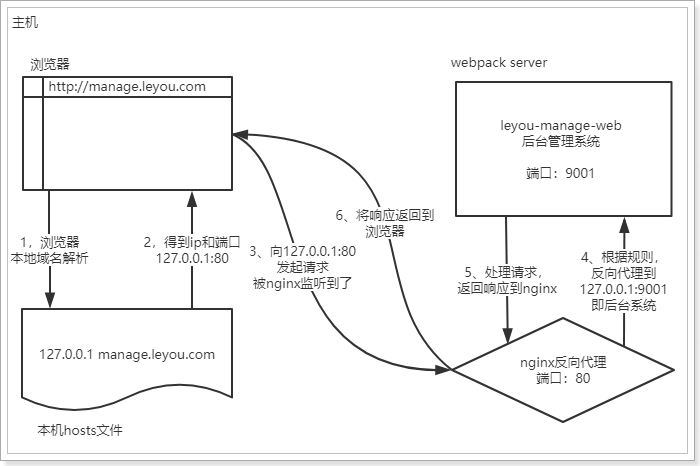 主机
浏览器
http://manage.leyou.com
webpack server
leyou-manage-web
后台管理系统
端口：9001
1，浏览器
本地域名解析
2、得到ip和端口
127.0.0.1:80
3、向127.0.0.1:80
发起请求
被nginx监听到了
6、将响应返回到
浏览器
5、处理请求，
返回响应到nginx
4、根据规则，
反向代理到
127.0.0.1:9001
即后台系统
127.0.0.1 manage.leyou.com
nginx反向代理
端口：80
本机hosts文件